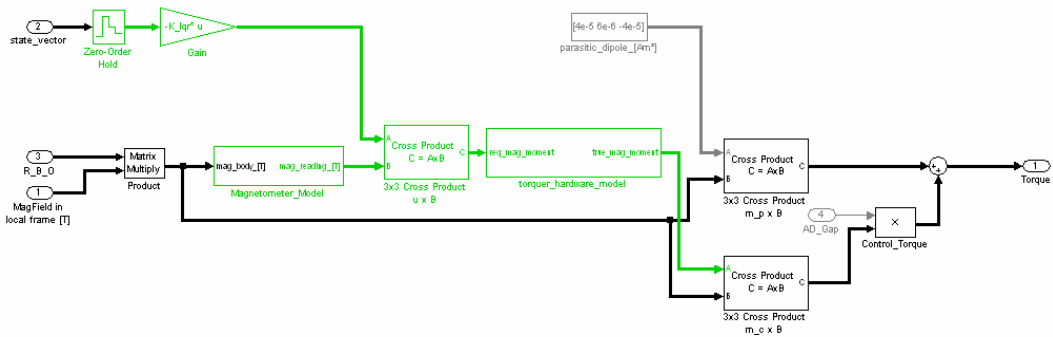 2
state_vector
Zero-Order
Hold
-K_lqr* u
Gain
[4e-5 6e-6 -4e-5]
parasitic_dipole_[Am²]
3
R_B_O
1
MagField in
local frame [T]
Matrix
Multiply
Product
mag_body_[T]
mag_reading_[T]
Magnetometer_Model
A
B
Cross Product
C = AxB
C
3x3 Cross Product
u x B
req_mag_moment
true_mag_moment
torquer_hardware_model
A
B
Cross Product
C = AxB
C
3x3 Cross Product
m_p x B
4
AD_Gap
×
Control_Torque
+
+
1
Torque
A
B
Cross Product
C = AxB
C
3x3 Cross Product
m_c x B